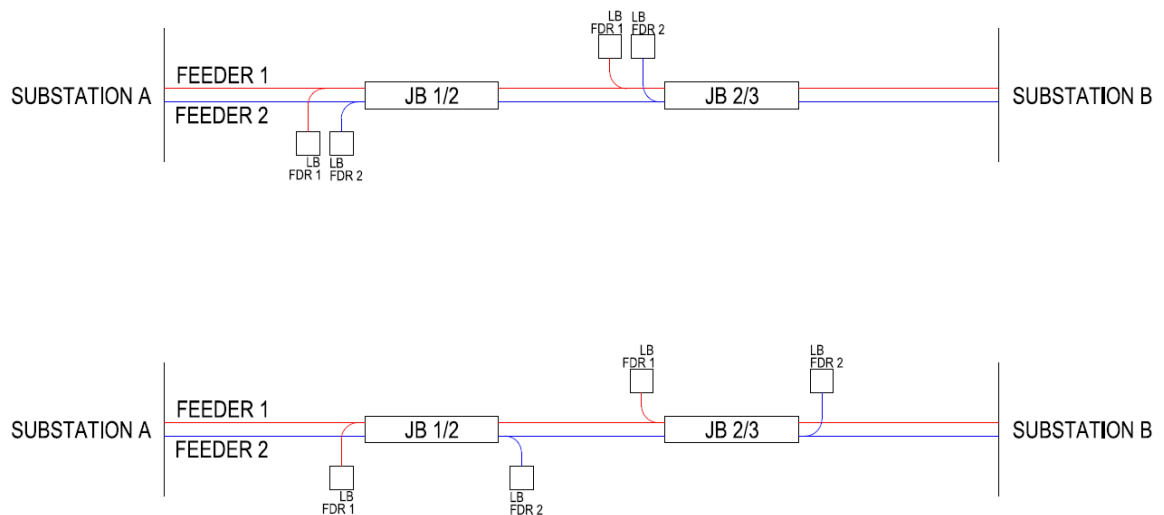 LB
FDR 1
LB
FDR 2
FEEDER 1
SUBSTATION A
JB 1/2
JB 2/3
SUBSTATION B
FEEDER 2
LB
FDR 1
LB
FDR 2
LB
FDR 1
LB
FDR 2
FEEDER 1
SUBSTATION A
JB 1/2
JB 2/3
SUBSTATION B
FEEDER 2
LB
FDR 1
LB
FDR 2